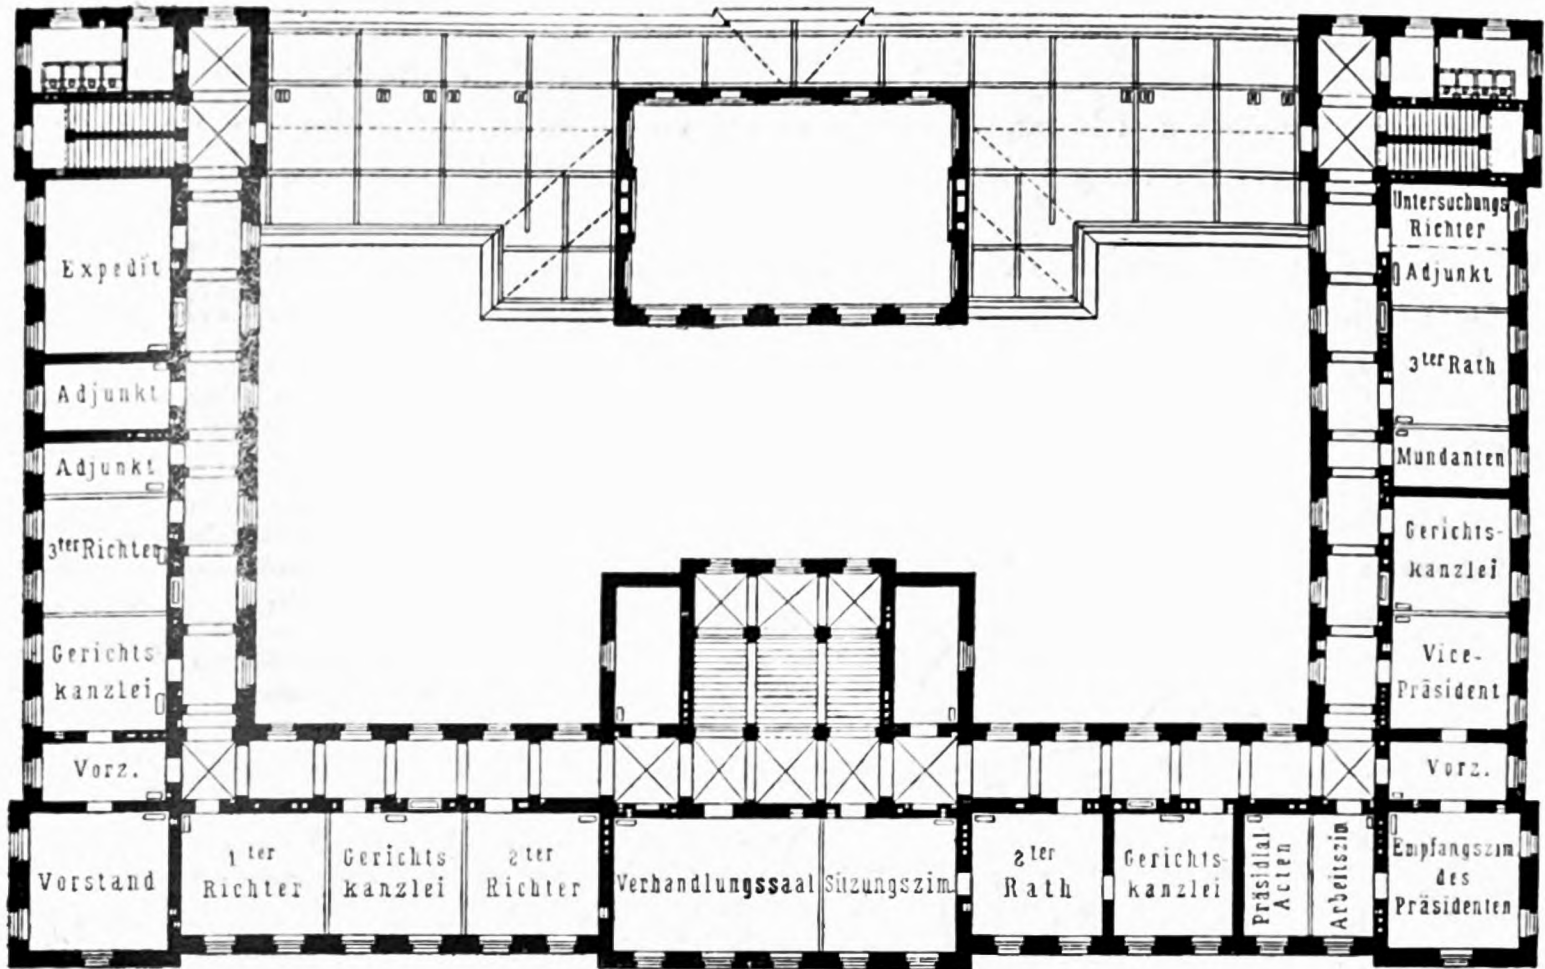 Expedit
Adjunkt
Adjunkt
3ter Richter
Gerichts-
kanzlei
Vorz.
Vorstand
1ter
Richter
Gerichts-
kanzlei
2ter
Richter
Verhandlungssaal
Sitzungszim.
2ter
Rath
Gerichts-
kanzlei
Präsidial-
Acten
Arbeitszim.
Empfangszim.
des
Präsidenten
Untersuchungs
Richter
Adjunkt
3ter Rath
Mundanten
Gerichts-
kanzlei
Vice-
Präsident
Vorz.